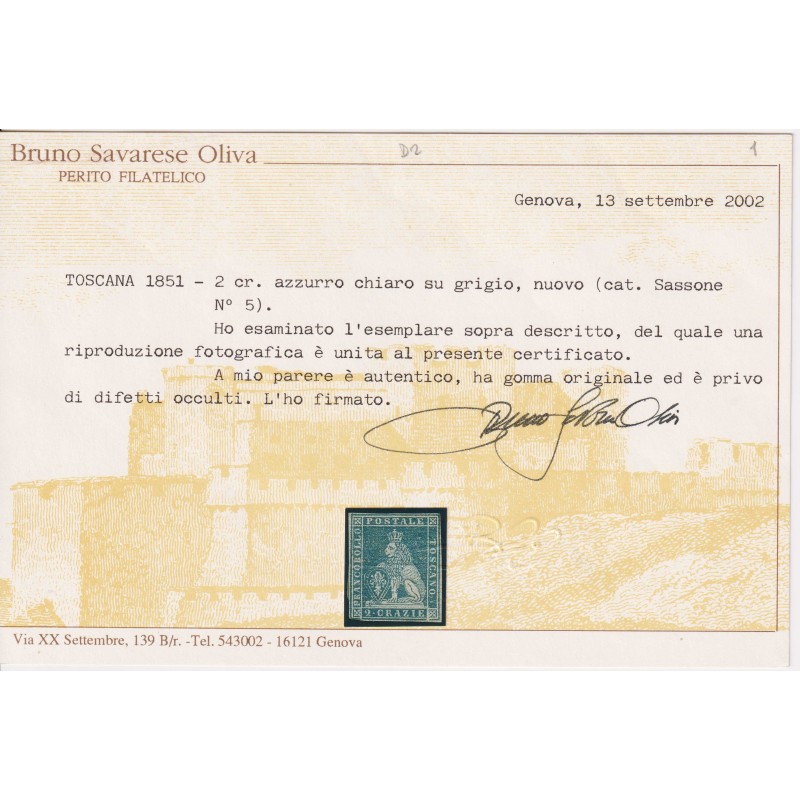 D2
1
Bruno Savarese Oliva
PERITO FILATELICO
Genova, 13 settembre 2002
TOSCANA 1851 - 2 cr. azzurro chiaro su grigio, nuovo (cat. Sassone
N° 5).
Ho esaminato l'esemplare sopra descritto, del quale una
riproduzione fotografica è unita al presente certificato.
A mio parere è autentico, ha gomma originale ed è privo
di difetti occulti. L'ho firmato.
POSTALE
FRANCOBOLLO
TOSCANO
2·CRAZIE
Via XX Settembre, 139 B/r. -Tel. 543002 - 16121 Genova